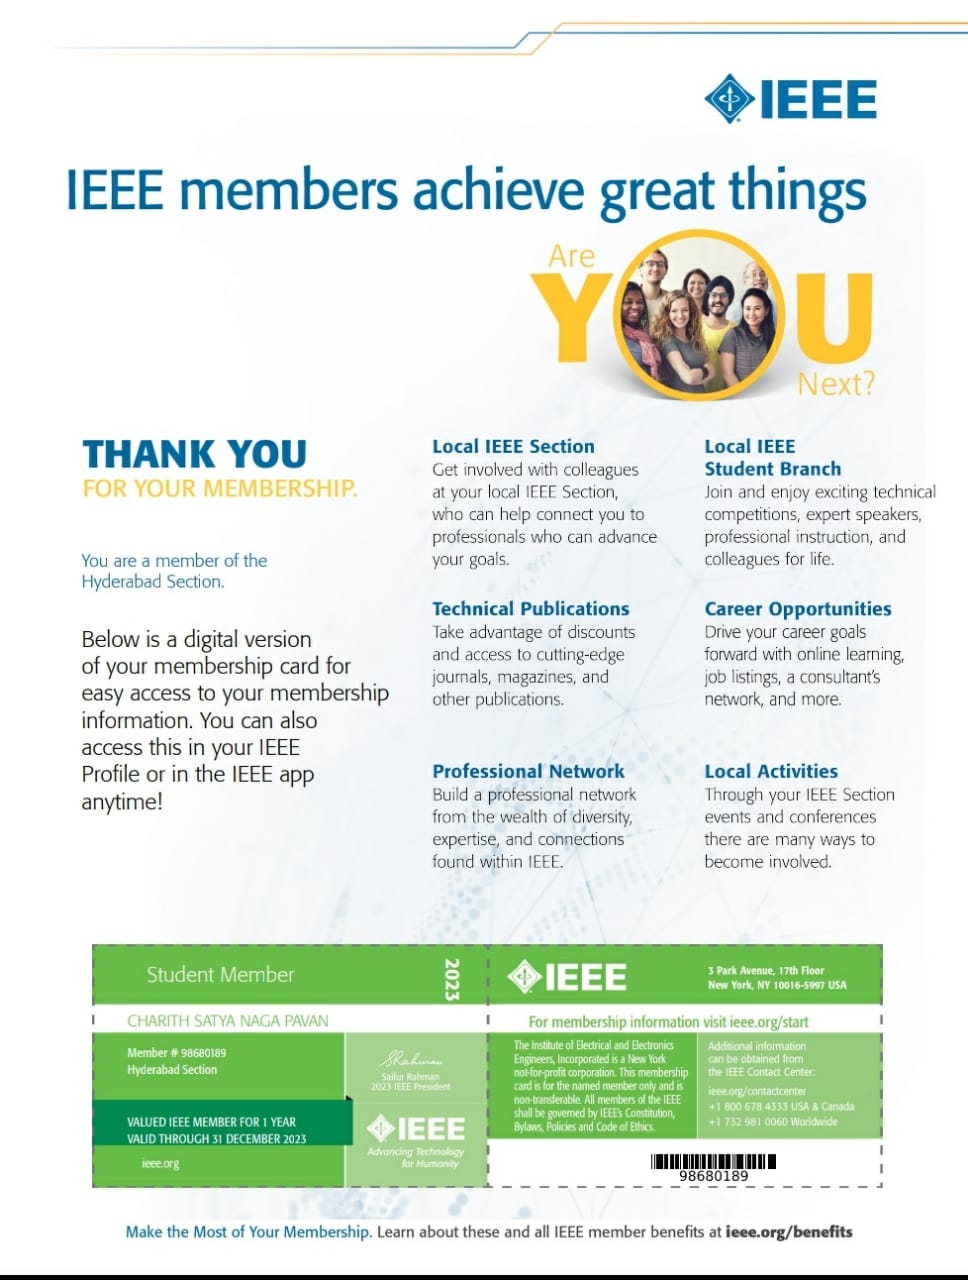 IEEE
IEEE members achieve great things
Are
YOU
Next?
THANK YOU
FOR YOUR MEMBERSHIP.
You are a member of the
Hyderabad Section.
Below is a digital version
of your membership card for
easy access to your membership
information. You can also
access this in your IEEE
Profile or in the IEEE app
anytime!
Local IEEE Section
Get involved with colleagues
at your local IEEE Section,
who can help connect you to
professionals who can advance
your goals.
Local IEEE
Student Branch
Join and enjoy exciting technical
competitions, expert speakers,
professional instruction, and
colleagues for life.
Technical Publications
Take advantage of discounts
and access to cutting-edge
journals, magazines, and
other publications.
Career Opportunities
Drive your career goals
forward with online learning,
job listings, a consultant's
network, and more.
Professional Network
Build a professional network
from the wealth of diversity,
expertise, and connections
found within IEEE.
Local Activities
Through your IEEE Section
events and conferences
there are many ways to
become involved.
Student Member
2023
CHARITH SATYA NAGA PAVAN
Member # 98680189
Hyderabad Section
SRahman
Saifur Rahman
2023 IEEE President
VALUED IEEE MEMBER FOR 1 YEAR
VALID THROUGH 31 DECEMBER 2023
ieee.org
IEEE
Advancing Technology
for Humanity
IEEE
3 Park Avenue, 17th Floor
New York, NY 10016-5997 USA
For membership information visit ieee.org/start
The Institute of Electrical and Electronics
Engineers, Incorporated is a New York
not-for-profit corporation. This membership
card is for the named member only and is
non-transferable. All members of the IEEE
shall be governed by IEEE's Constitution,
Bylaws, Policies and Code of Ethics.
Additional information
can be obtained from
the IEEE Contact Center:
ieee.org/contactcenter
+1 800 678 4333 USA & Canada
+1 732 981 0060 Worldwide
98680189
Make the Most of Your Membership. Learn about these and all IEEE member benefits at ieee.org/benefits